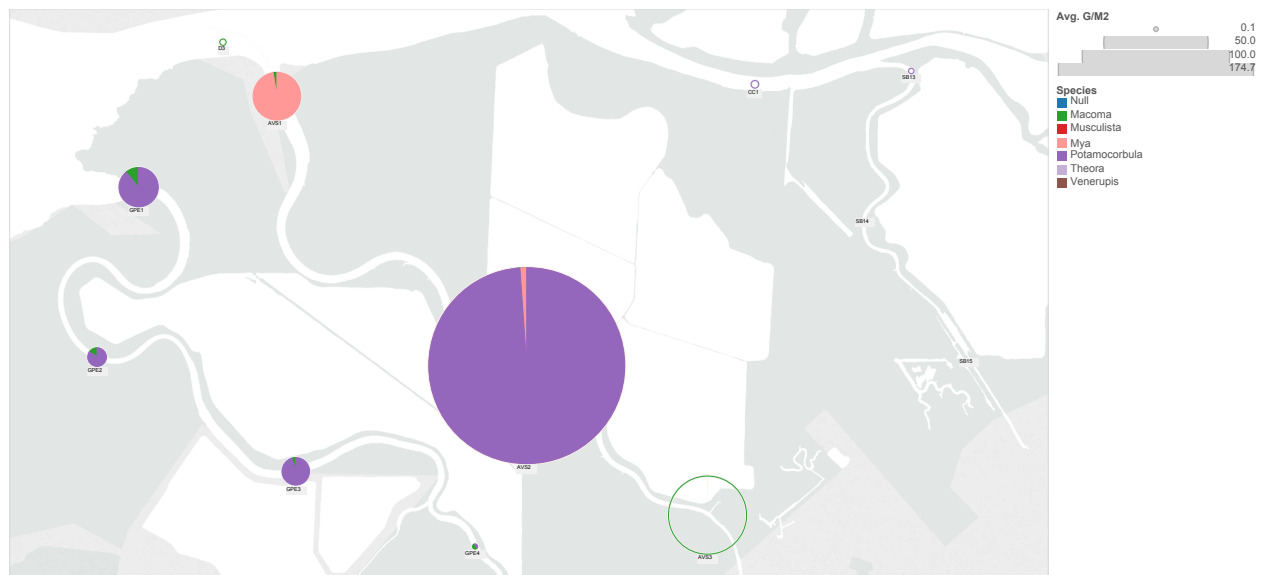 Avg. G/M2
0.1
50.0
100.0
174.7
Species
Null
Macoma
Musculista
Mya
Potamocorbula
Theora
Venerupis
D3
AVS1
CC1
SB13
GPE1
SB14
GPE2
SB15
AVS2
GPE3
GPE4
AVS3